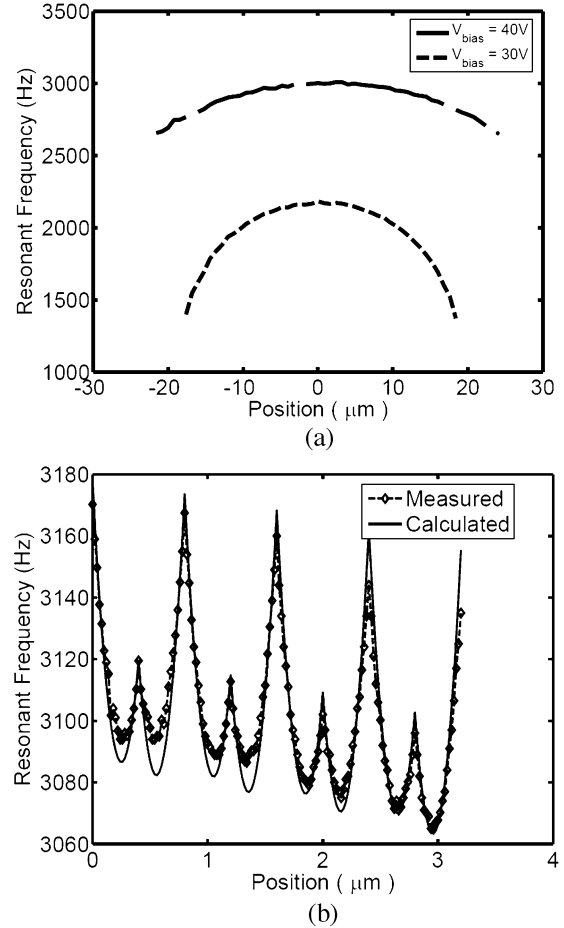 V_bias = 40V
V_bias = 30V
3500
3000
2500
2000
1500
1000
Resonant Frequency (Hz)
-30
-20
-10
0
10
20
30
Position ( μm )
(a)
3180
3160
3140
3120
3100
3080
3060
Resonant Frequency (Hz)
Measured
Calculated
0
1
2
3
4
Position ( μm )
(b)